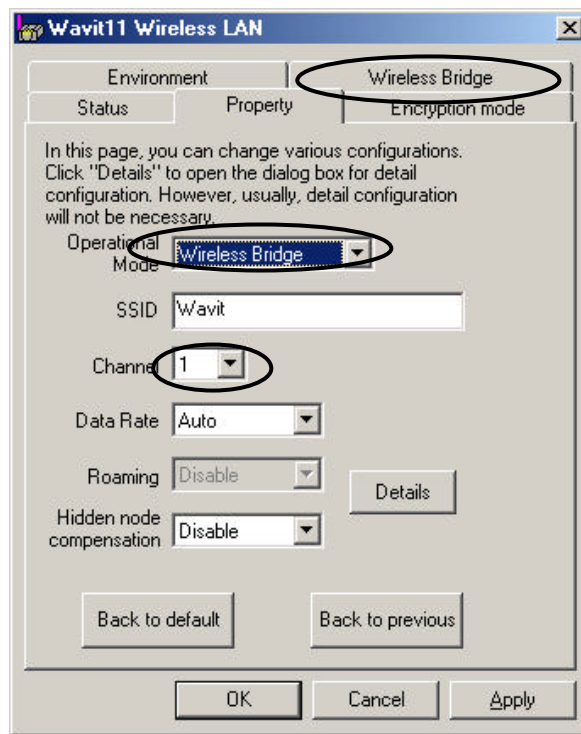 Wavit11 Wireless LAN
Environment
Wireless Bridge
Status
Property
Encryption mode
In this page, you can change various configurations.
Click "Details" to open the dialog box for detail
configuration. However, usually, detail configuration
will not be necessary.
Operational
Mode
Wireless Bridge
SSID
Wavit
Channel
1
Data Rate
Auto
Roaming
Disable
Details
Hidden node
compensation
Disable
Back to default
Back to previous
OK
Cancel
Apply